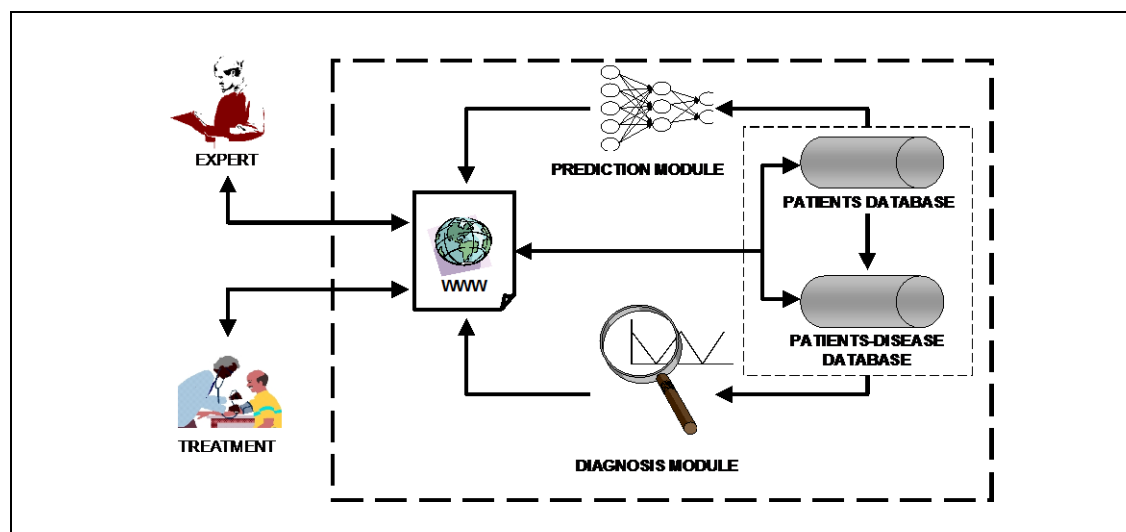 EXPERT
PREDICTION MODULE
PATIENTS DATABASE
WWW
PATIENTS-DISEASE
DATABASE
TREATMENT
DIAGNOSIS MODULE